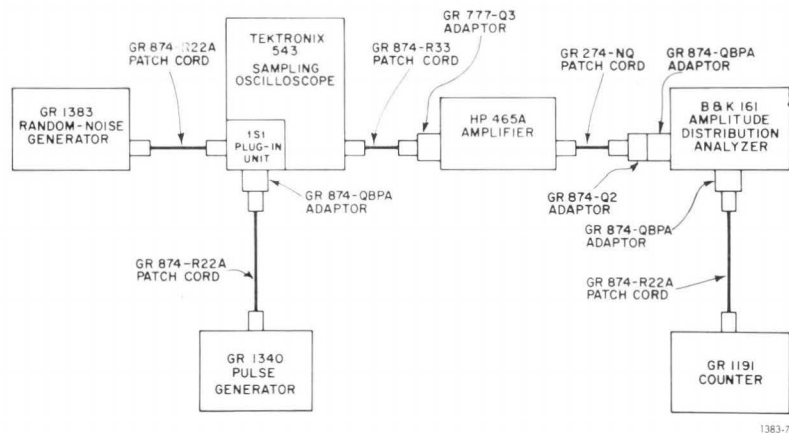 GR 874-R22A
PATCH CORD
TEKTRONIX
543
SAMPLING
OSCILLOSCOPE
GR 874-R33
PATCH CORD
GR 777-Q3
ADAPTOR
GR 274-NQ
PATCH CORD
GR 874-QBPA
ADAPTOR
GR 1383
RANDOM-NOISE
GENERATOR
1S1
PLUG-IN
UNIT
HP 465A
AMPLIFIER
B & K 161
AMPLITUDE
DISTRIBUTION
ANALYZER
GR 874-QBPA
ADAPTOR
GR 874-Q2
ADAPTOR
GR 874-QBPA
ADAPTOR
GR 874-R22A
PATCH CORD
GR 874-R22A
PATCH CORD
GR 1340
PULSE
GENERATOR
GR 1191
COUNTER
1383-7